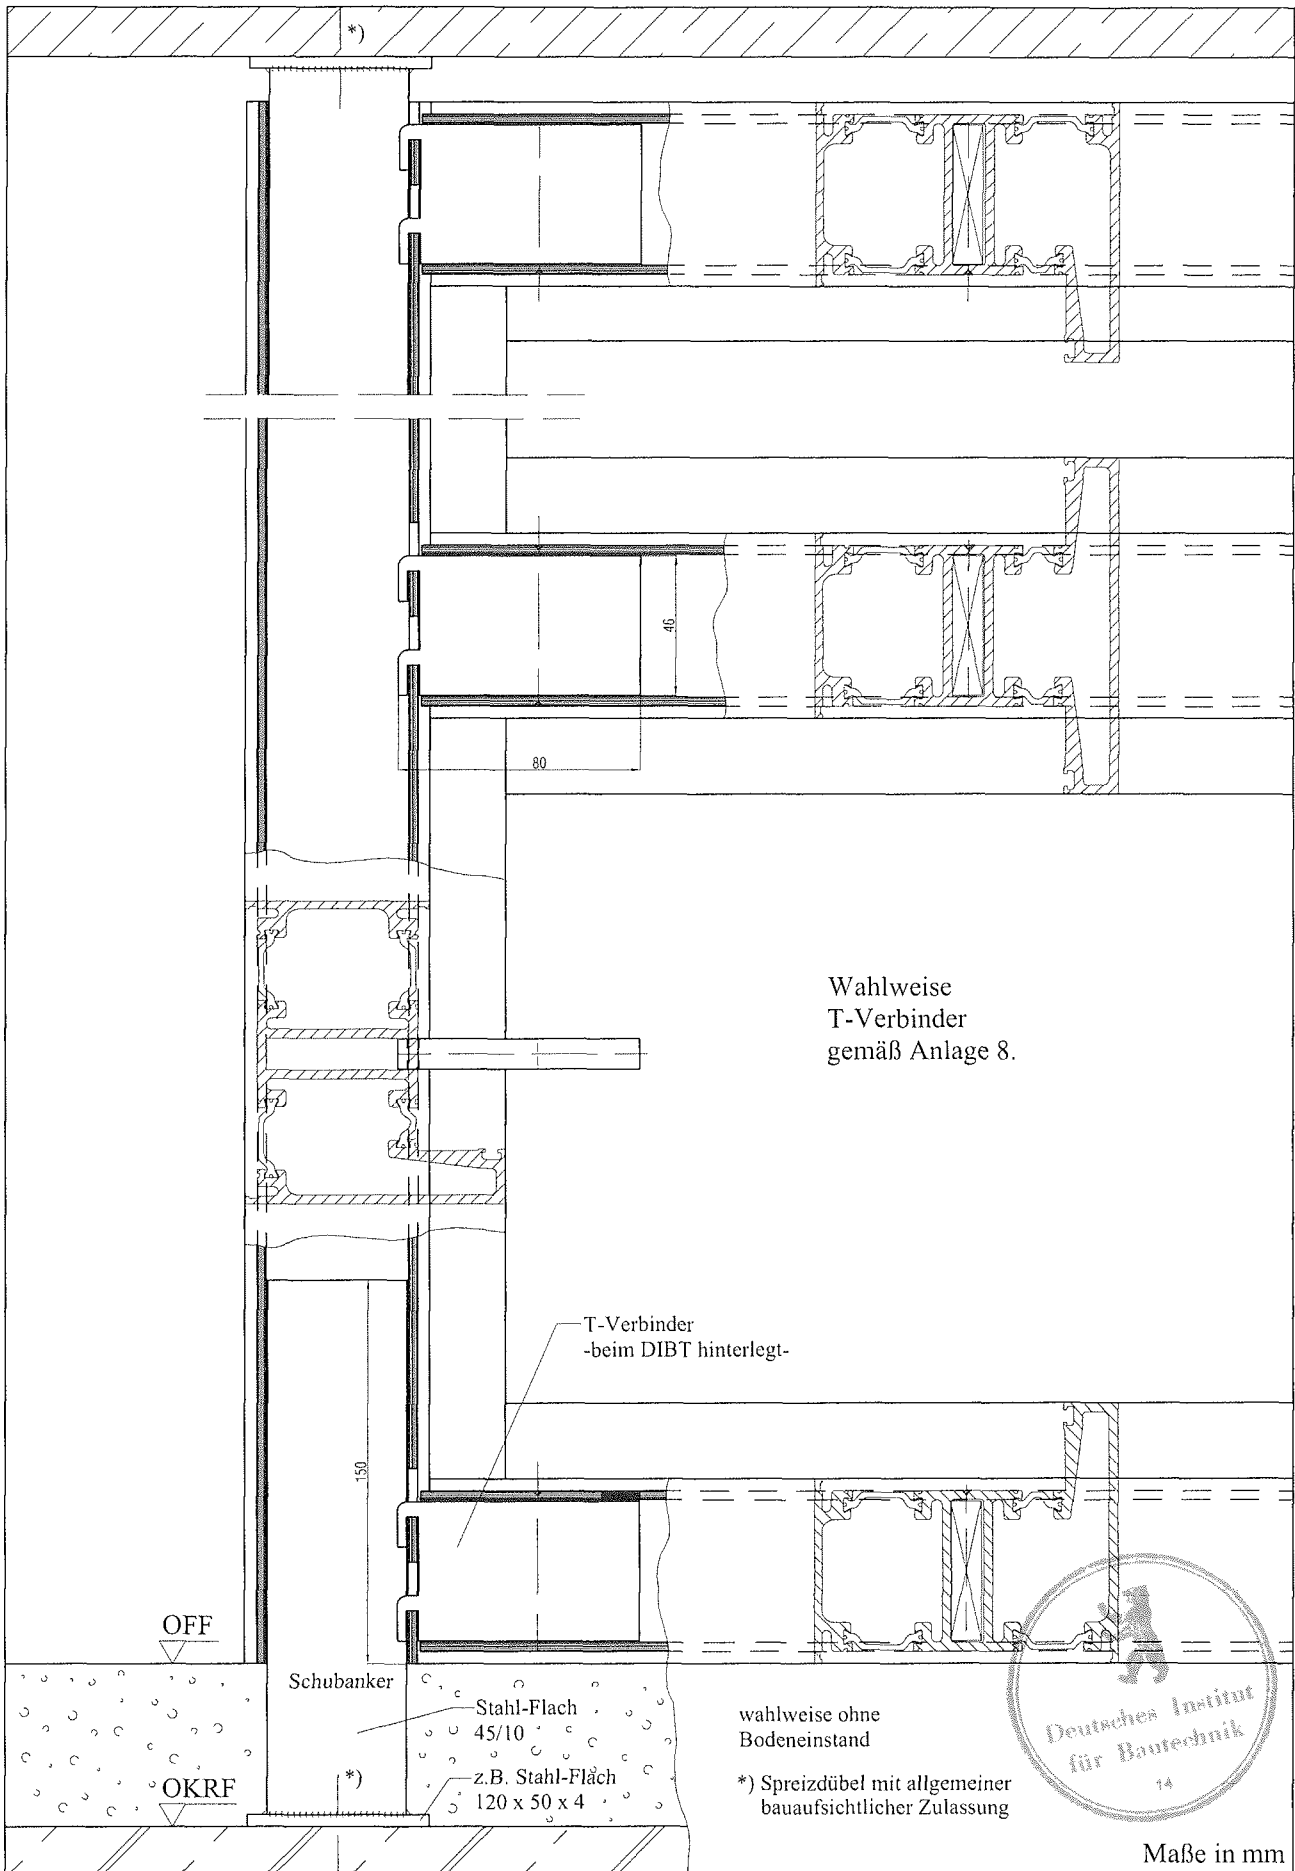 *)
46
80
Wahlweise
T-Verbinder
gemäß Anlage 8.
T-Verbinder
-beim DIBT hinterlegt-
150
OFF
Schubanker
Stahl-Flach
45/10
wahlweise ohne
Bodeneinstand
*)
z.B. Stahl-Flach
120 x 50 x 4
OKRF
*) Spreizdübel mit allgemeiner
bauaufsichtlicher Zulassung
Deutsches Institut
für Bautechnik
14
Maße in mm